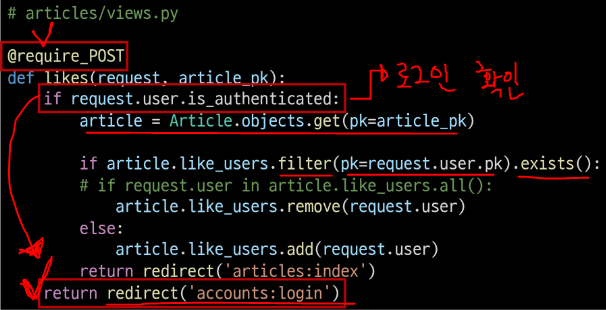 # articles/views.py
@require_POST
def likes(request, article_pk):
if request.user.is_authenticated: 로그인 확인
article = Article.objects.get(pk=article_pk)
if article.like_users.filter(pk=request.user.pk).exists():
# if request.user in article.like_users.all():
article.like_users.remove(request.user)
else:
article.like_users.add(request.user)
return redirect('articles:index')
return redirect('accounts:login')